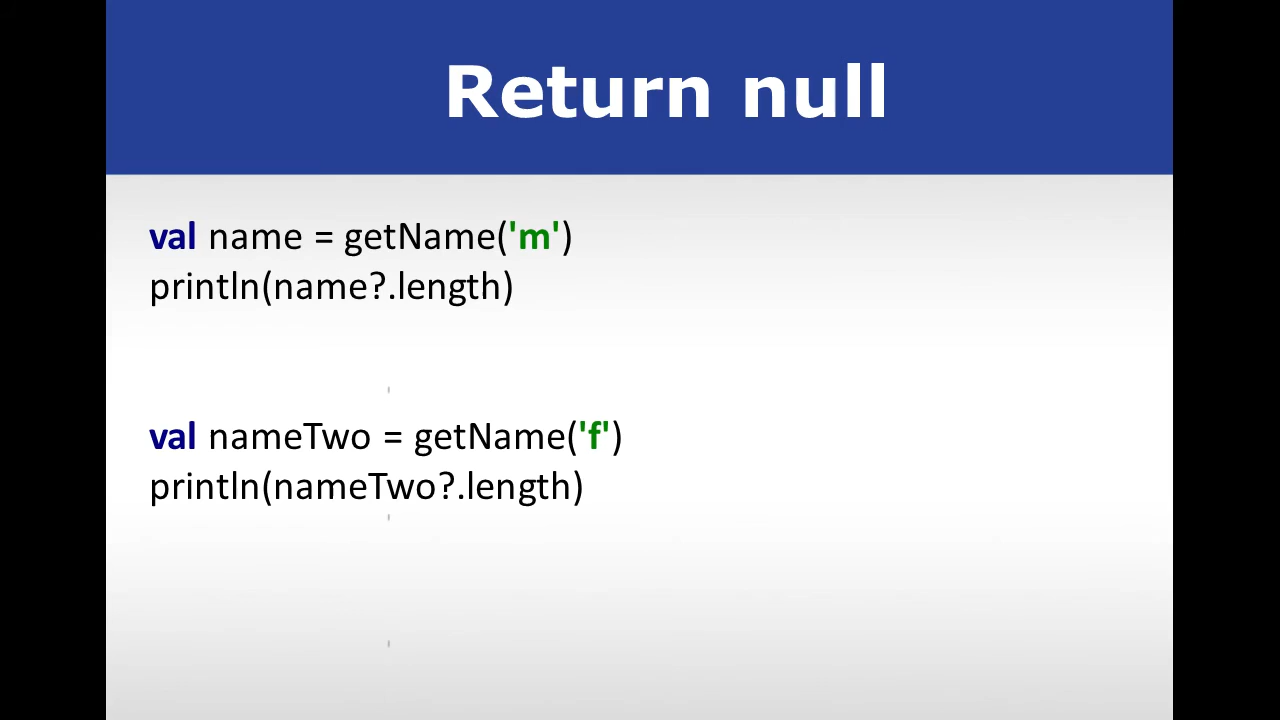 Return null
val name = getName('m')
println(name?.length)
val nameTwo = getName('f')
println(nameTwo?.length)